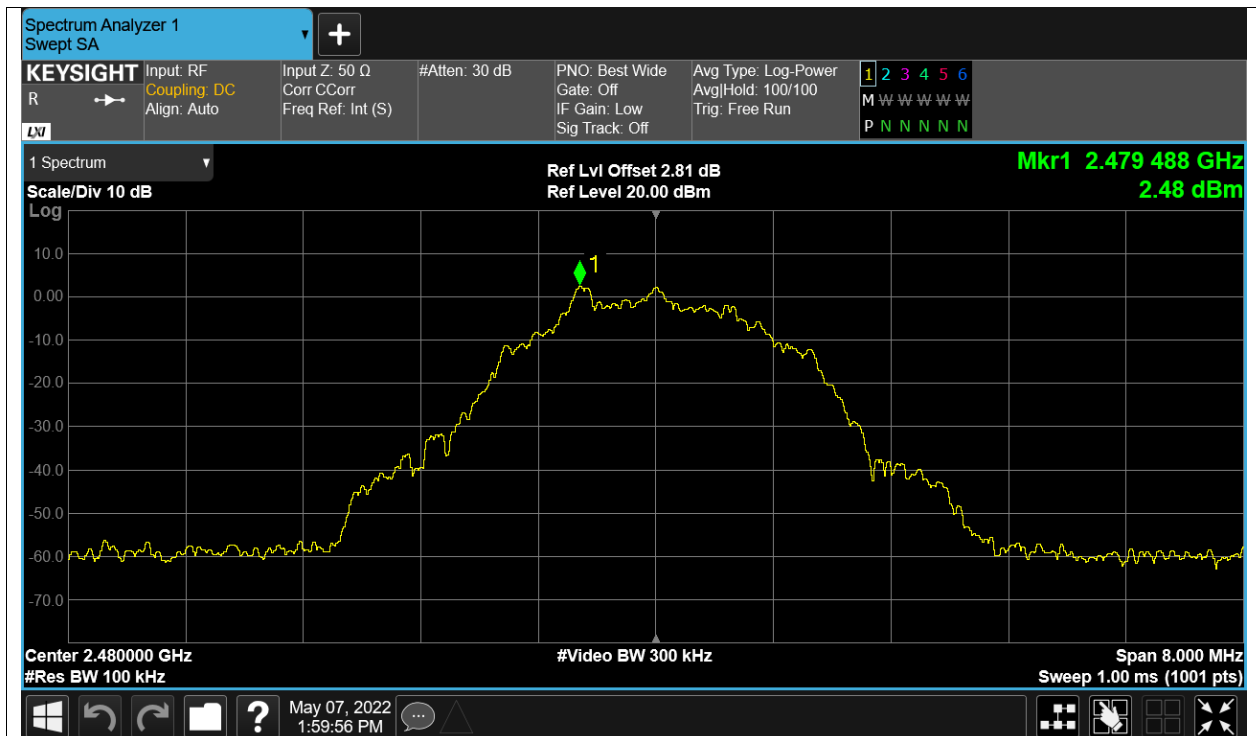 Spectrum Analyzer 1
Swept SA
KEYSIGHT
R
LXI
Input: RF
Coupling: DC
Align: Auto
Input Z: 50 Ω
Corr CCorr
Freq Ref: Int (S)
#Atten: 30 dB
PNO: Best Wide
Gate: Off
IF Gain: Low
Sig Track: Off
Avg Type: Log-Power
Avg|Hold: 100/100
Trig: Free Run
1 2 3 4 5 6
M W W W W W
P N N N N N
1 Spectrum
Scale/Div 10 dB
Log
Ref Lvl Offset 2.81 dB
Ref Level 20.00 dBm
Mkr1 2.479 488 GHz
2.48 dBm
1
10.0
0.00
-10.0
-20.0
-30.0
-40.0
-50.0
-60.0
-70.0
Center 2.480000 GHz
#Res BW 100 kHz
#Video BW 300 kHz
Span 8.000 MHz
Sweep 1.00 ms (1001 pts)
?
May 07, 2022
1:59:56 PM